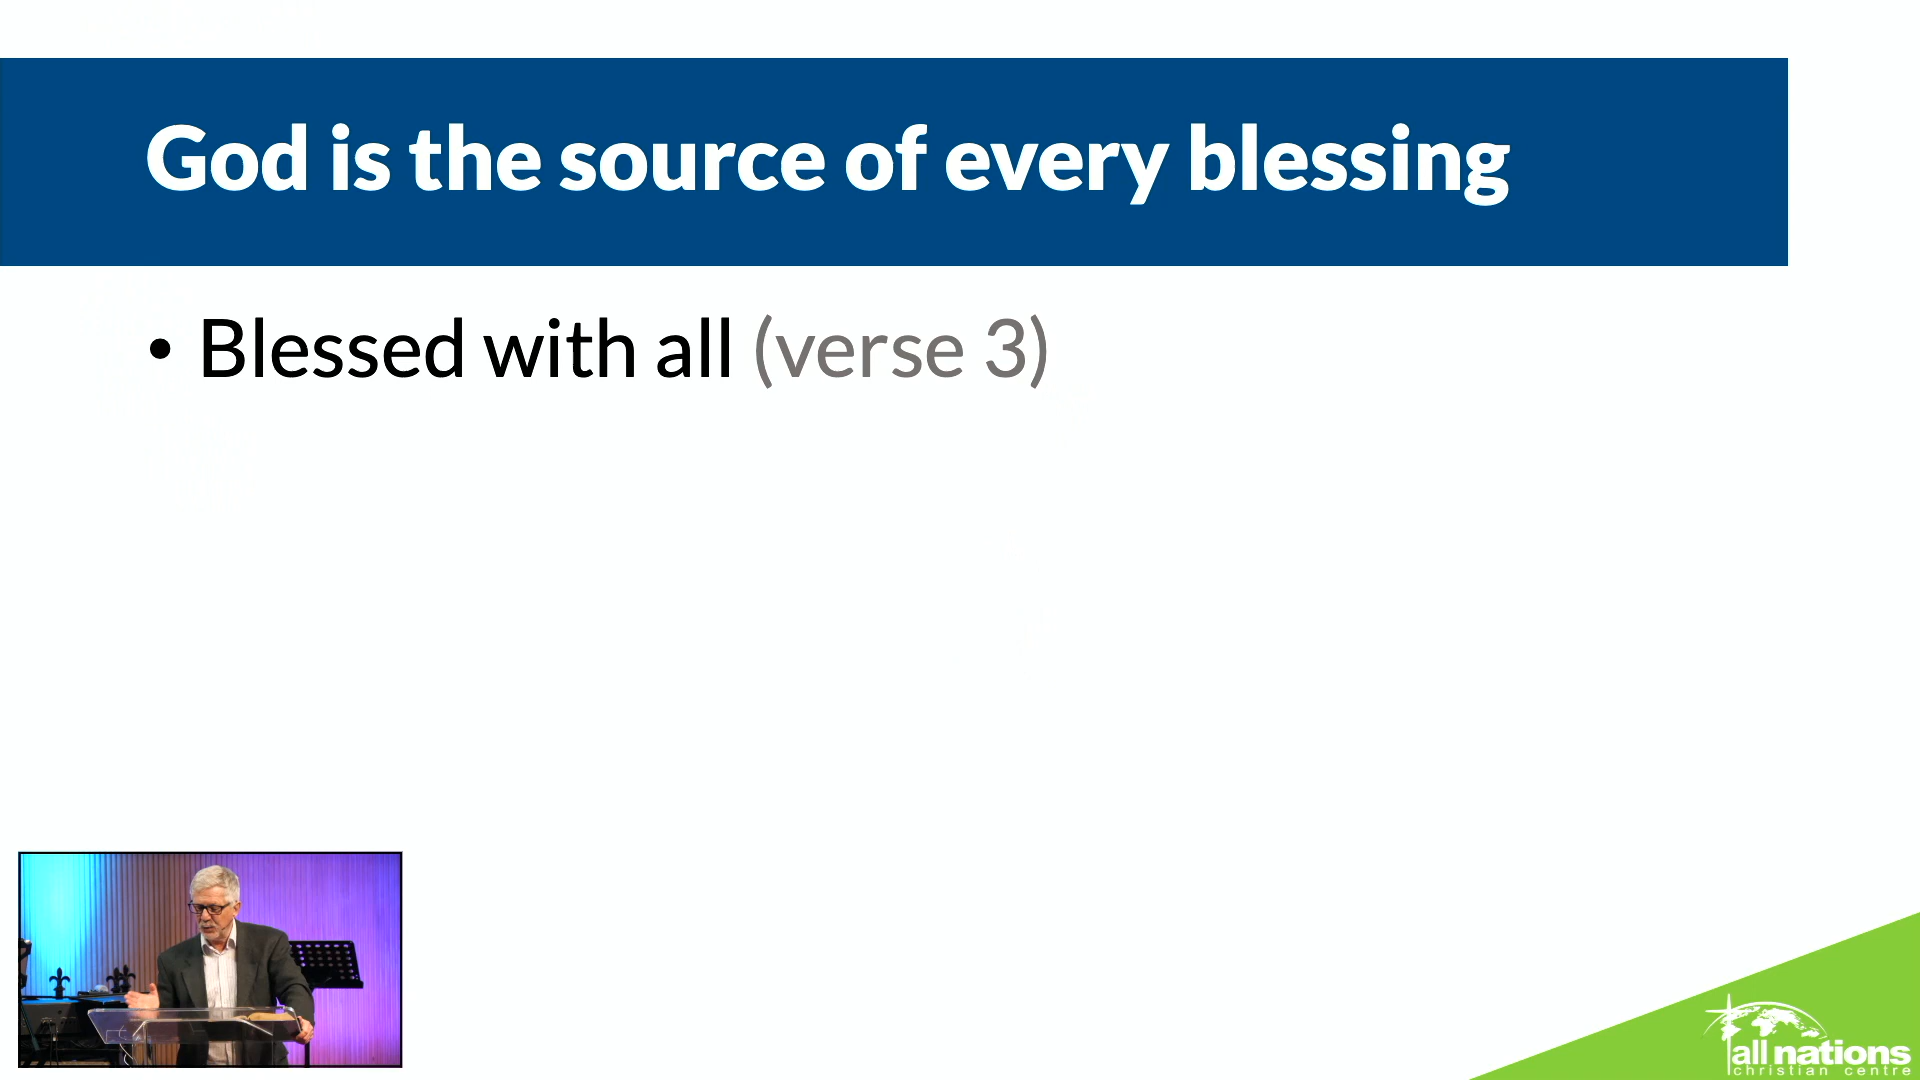 God is the source of every blessing
• Blessed with all (verse 3)
all nations
christian centre